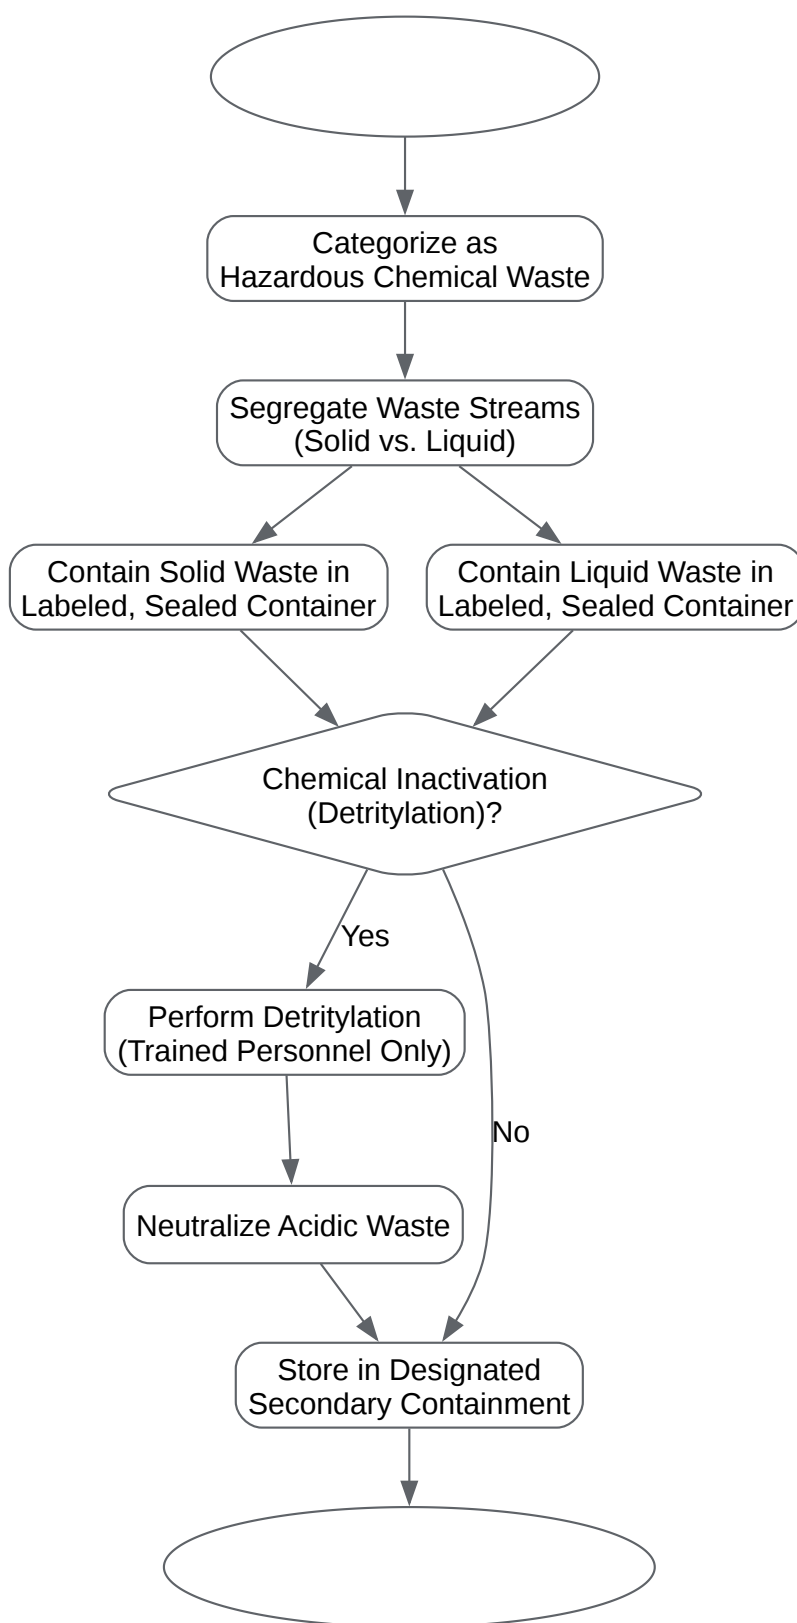 Categorize as
Hazardous Chemical Waste
Segregate Waste Streams
(Solid vs. Liquid)
Contain Solid Waste in
Labeled, Sealed Container
Contain Liquid Waste in
Labeled, Sealed Container
Chemical Inactivation
(Detritylation)?
Yes
Perform Detritylation
(Trained Personnel Only)
No
Neutralize Acidic Waste
Store in Designated
Secondary Containment